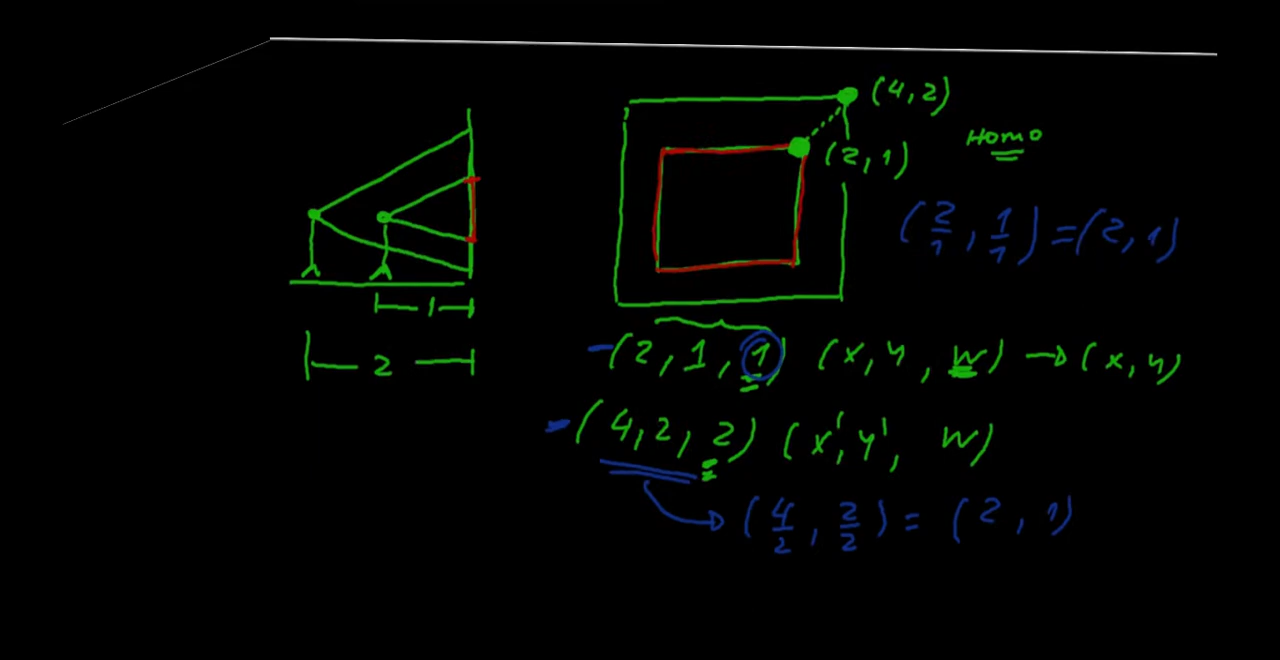 (4,2)
(2,1)
Homo
(2/1, 1/1) = (2,1)
1
2
-(2,1,1) (x,y,w) → (x,y)
-(4,2,2) (x',y', w)
(4/2, 2/2) = (2,1)